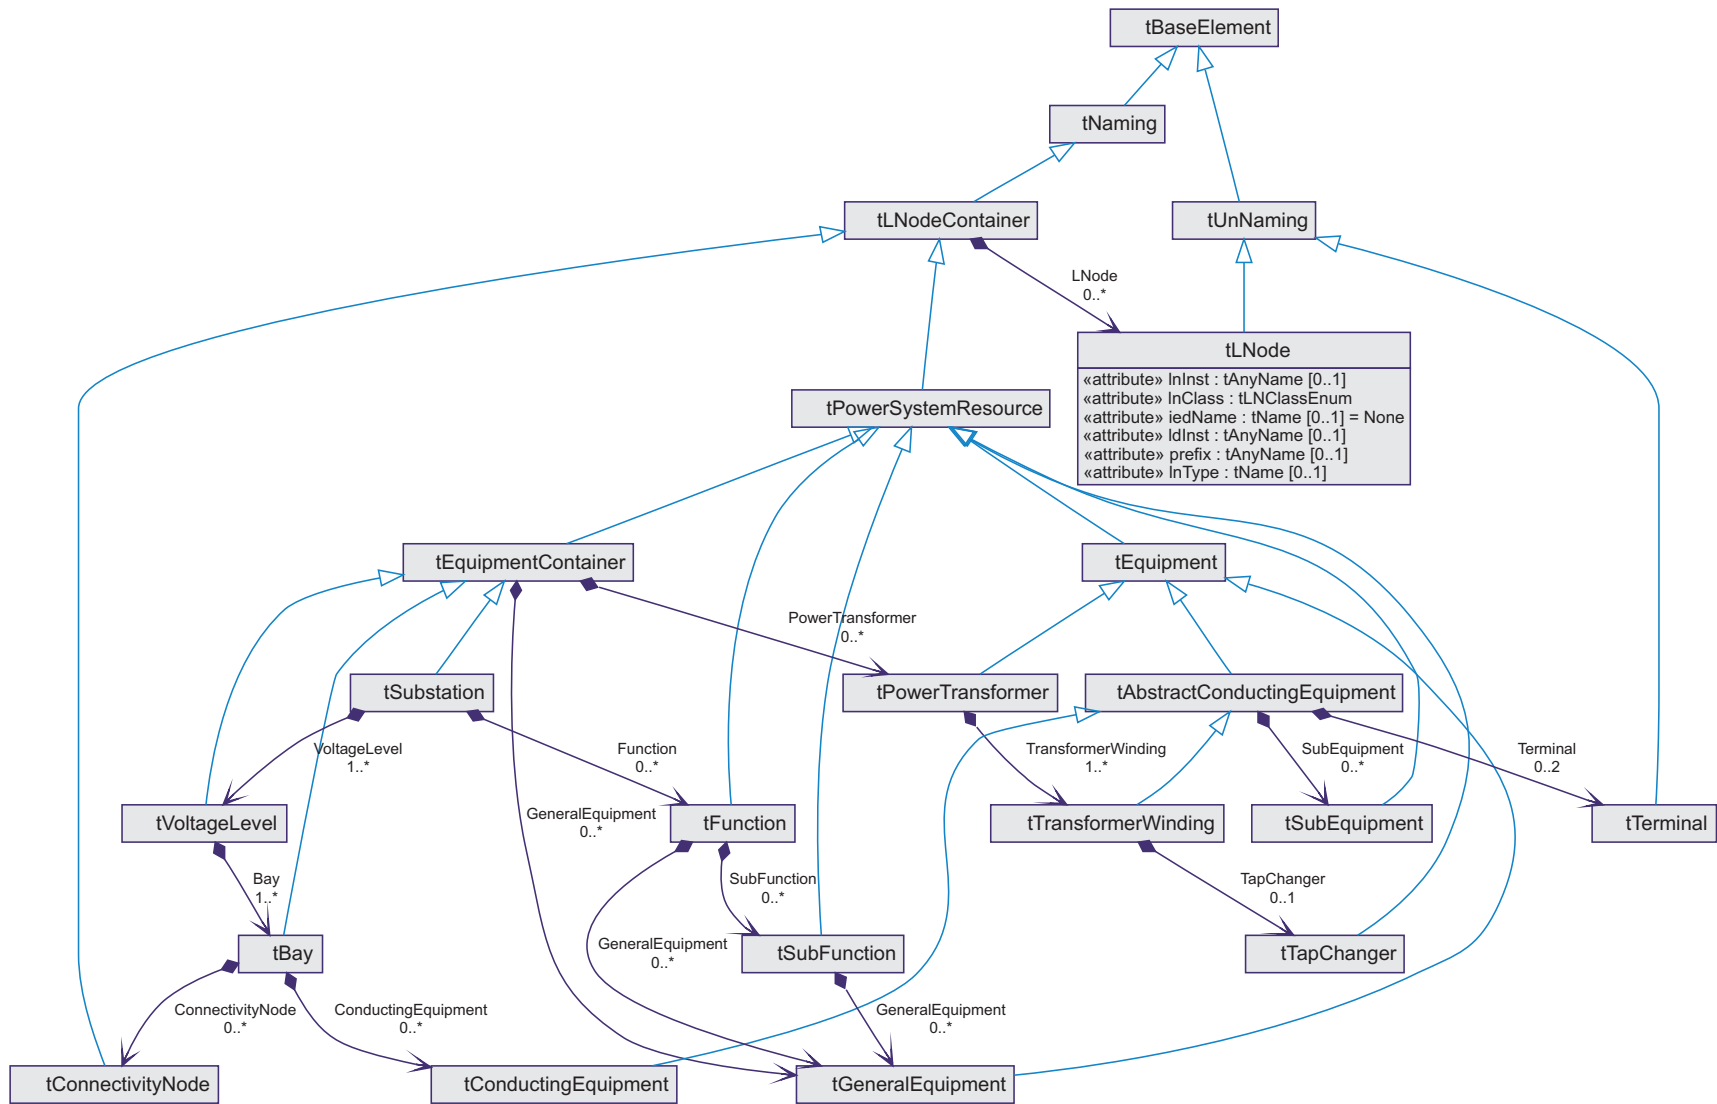 tBaseElement
tNaming
tLNodeContainer
tUnNaming
LNode
0..*
tLNode
«attribute» lnInst : tAnyName [0..1]
«attribute» lnClass : tLNClassEnum
«attribute» iedName : tName [0..1] = None
«attribute» ldInst : tAnyName [0..1]
«attribute» prefix : tAnyName [0..1]
«attribute» lnType : tName [0..1]
tPowerSystemResource
tEquipmentContainer
tEquipment
PowerTransformer
0..*
tSubstation
tPowerTransformer
tAbstractConductingEquipment
VoltageLevel
1..*
Function
0..*
TransformerWinding
1..*
SubEquipment
0..*
Terminal
0..2
GeneralEquipment
0..*
tVoltageLevel
tFunction
tTransformerWinding
tSubEquipment
tTerminal
Bay
1..*
SubFunction
0..*
TapChanger
0..1
GeneralEquipment
0..*
tBay
tSubFunction
tTapChanger
ConnectivityNode
0..*
ConductingEquipment
0..*
GeneralEquipment
0..*
tConnectivityNode
tConductingEquipment
tGeneralEquipment